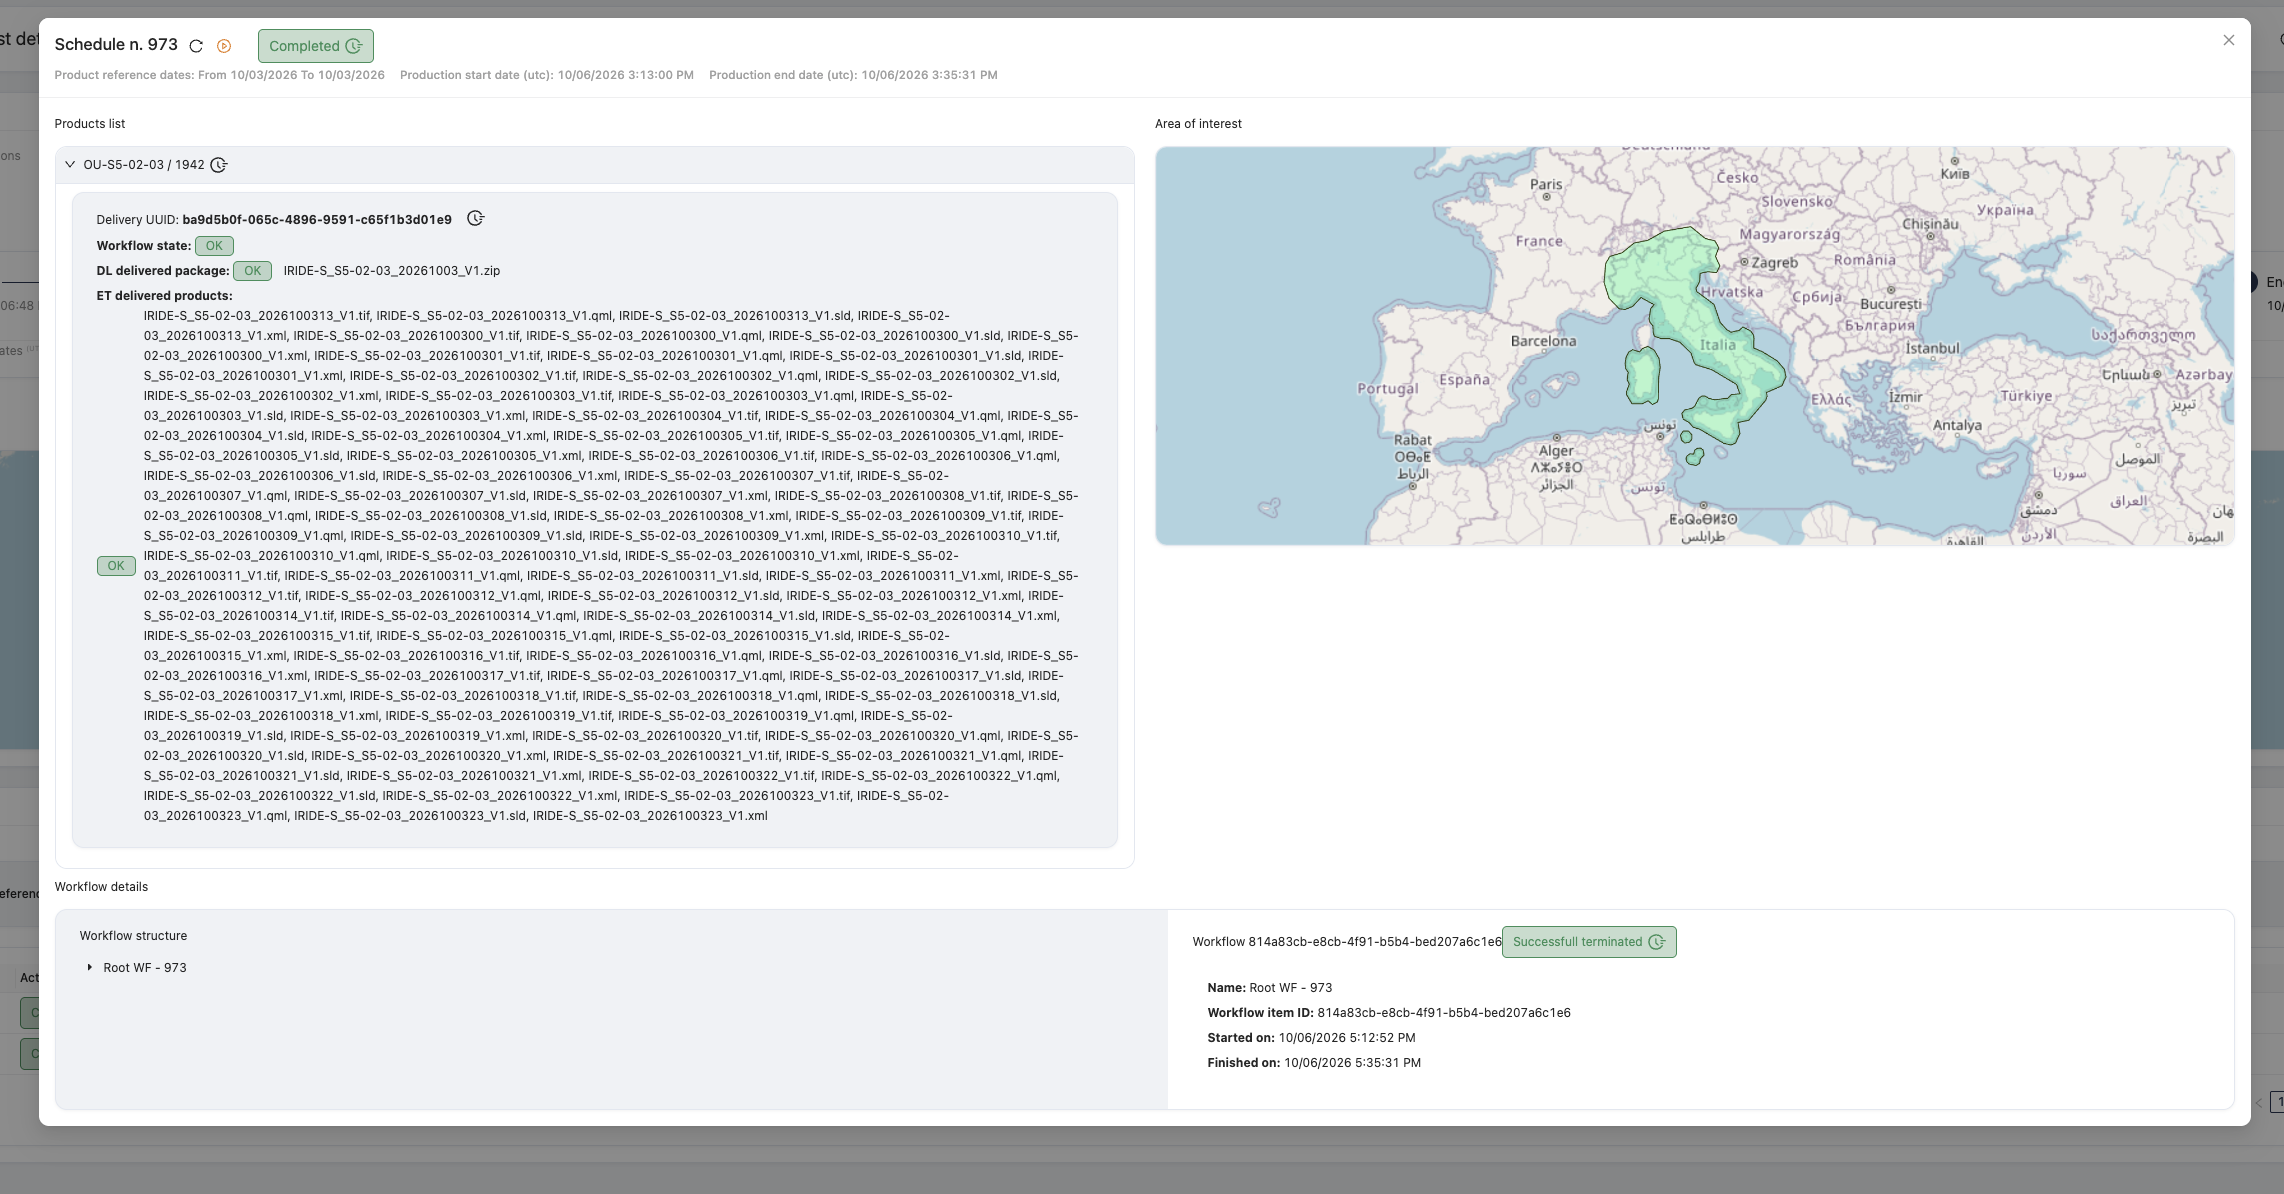 st det
Schedule n. 973
Completed
Product reference dates: From 10/03/2026 To 10/03/2026 Production start date (utc): 10/06/2026 3:13:00 PM Production end date (utc): 10/06/2026 3:35:31 PM
Products list
OU-S5-02-03 / 1942
Delivery UUID: ba9d5b0f-065c-4896-9591-c65f1b3d01e9
Workflow state: OK
DL delivered package: OK IRIDE-S_S5-02-03_20261003_V1.zip
ET delivered products:
IRIDE-S_S5-02-03_2026100313_V1.tif, IRIDE-S_S5-02-03_2026100313_V1.qml, IRIDE-S_S5-02-03_2026100313_V1.sld, IRIDE-S_S5-02-
03_2026100313_V1.xml, IRIDE-S_S5-02-03_2026100300_V1.tif, IRIDE-S_S5-02-03_2026100300_V1.qml, IRIDE-S_S5-02-03_2026100300_V1.sld, IRIDE-S_S5-
02-03_2026100300_V1.xml, IRIDE-S_S5-02-03_2026100301_V1.tif, IRIDE-S_S5-02-03_2026100301_V1.qml, IRIDE-S_S5-02-03_2026100301_V1.sld, IRIDE-
S_S5-02-03_2026100301_V1.xml, IRIDE-S_S5-02-03_2026100302_V1.tif, IRIDE-S_S5-02-03_2026100302_V1.qml, IRIDE-S_S5-02-03_2026100302_V1.sld,
IRIDE-S_S5-02-03_2026100302_V1.xml, IRIDE-S_S5-02-03_2026100303_V1.tif, IRIDE-S_S5-02-03_2026100303_V1.qml, IRIDE-S_S5-02-
03_2026100303_V1.sld, IRIDE-S_S5-02-03_2026100303_V1.xml, IRIDE-S_S5-02-03_2026100304_V1.tif, IRIDE-S_S5-02-03_2026100304_V1.qml, IRIDE-S_S5-
02-03_2026100304_V1.sld, IRIDE-S_S5-02-03_2026100304_V1.xml, IRIDE-S_S5-02-03_2026100305_V1.tif, IRIDE-S_S5-02-03_2026100305_V1.qml, IRIDE-
S_S5-02-03_2026100305_V1.sld, IRIDE-S_S5-02-03_2026100305_V1.xml, IRIDE-S_S5-02-03_2026100306_V1.tif, IRIDE-S_S5-02-03_2026100306_V1.qml,
IRIDE-S_S5-02-03_2026100306_V1.sld, IRIDE-S_S5-02-03_2026100306_V1.xml, IRIDE-S_S5-02-03_2026100307_V1.tif, IRIDE-S_S5-02-
03_2026100307_V1.qml, IRIDE-S_S5-02-03_2026100307_V1.sld, IRIDE-S_S5-02-03_2026100307_V1.xml, IRIDE-S_S5-02-03_2026100308_V1.tif, IRIDE-S_S5-
02-03_2026100308_V1.qml, IRIDE-S_S5-02-03_2026100308_V1.sld, IRIDE-S_S5-02-03_2026100308_V1.xml, IRIDE-S_S5-02-03_2026100309_V1.tif, IRIDE-
S_S5-02-03_2026100309_V1.qml, IRIDE-S_S5-02-03_2026100309_V1.sld, IRIDE-S_S5-02-03_2026100309_V1.xml, IRIDE-S_S5-02-03_2026100310_V1.tif,
IRIDE-S_S5-02-03_2026100310_V1.qml, IRIDE-S_S5-02-03_2026100310_V1.sld, IRIDE-S_S5-02-03_2026100310_V1.xml, IRIDE-S_S5-02-
OK
03_2026100311_V1.tif, IRIDE-S_S5-02-03_2026100311_V1.qml, IRIDE-S_S5-02-03_2026100311_V1.sld, IRIDE-S_S5-02-03_2026100311_V1.xml, IRIDE-S_S5-
02-03_2026100312_V1.tif, IRIDE-S_S5-02-03_2026100312_V1.qml, IRIDE-S_S5-02-03_2026100312_V1.sld, IRIDE-S_S5-02-03_2026100312_V1.xml, IRIDE-
S_S5-02-03_2026100314_V1.tif, IRIDE-S_S5-02-03_2026100314_V1.qml, IRIDE-S_S5-02-03_2026100314_V1.sld, IRIDE-S_S5-02-03_2026100314_V1.xml,
IRIDE-S_S5-02-03_2026100315_V1.tif, IRIDE-S_S5-02-03_2026100315_V1.qml, IRIDE-S_S5-02-03_2026100315_V1.sld, IRIDE-S_S5-02-
03_2026100315_V1.xml, IRIDE-S_S5-02-03_2026100316_V1.tif, IRIDE-S_S5-02-03_2026100316_V1.qml, IRIDE-S_S5-02-03_2026100316_V1.sld, IRIDE-S_S5-
02-03_2026100316_V1.xml, IRIDE-S_S5-02-03_2026100317_V1.tif, IRIDE-S_S5-02-03_2026100317_V1.qml, IRIDE-S_S5-02-03_2026100317_V1.sld, IRIDE-
S_S5-02-03_2026100317_V1.xml, IRIDE-S_S5-02-03_2026100318_V1.tif, IRIDE-S_S5-02-03_2026100318_V1.qml, IRIDE-S_S5-02-03_2026100318_V1.sld,
IRIDE-S_S5-02-03_2026100318_V1.xml, IRIDE-S_S5-02-03_2026100319_V1.tif, IRIDE-S_S5-02-03_2026100319_V1.qml, IRIDE-S_S5-02-
03_2026100319_V1.sld, IRIDE-S_S5-02-03_2026100319_V1.xml, IRIDE-S_S5-02-03_2026100320_V1.tif, IRIDE-S_S5-02-03_2026100320_V1.qml, IRIDE-S_S5-
02-03_2026100320_V1.sld, IRIDE-S_S5-02-03_2026100320_V1.xml, IRIDE-S_S5-02-03_2026100321_V1.tif, IRIDE-S_S5-02-03_2026100321_V1.qml, IRIDE-
S_S5-02-03_2026100321_V1.sld, IRIDE-S_S5-02-03_2026100321_V1.xml, IRIDE-S_S5-02-03_2026100322_V1.tif, IRIDE-S_S5-02-03_2026100322_V1.qml,
IRIDE-S_S5-02-03_2026100322_V1.sld, IRIDE-S_S5-02-03_2026100322_V1.xml, IRIDE-S_S5-02-03_2026100323_V1.tif, IRIDE-S_S5-02-
03_2026100323_V1.qml, IRIDE-S_S5-02-03_2026100323_V1.sld, IRIDE-S_S5-02-03_2026100323_V1.xml
Area of interest
Deutschland
Київ
Česko
Paris
Slovensko
Україна
Chișinău
Magyarország
France
România
Zagreb
Hrvatska
Србија
București
България
Italia
საქართველო
Barcelona
İstanbul
Portugal
España
Հայաստան
Azərbay
Ελλάς
İzmir
Türkiye
تبريز
Antalya
تونس
Rabat
ⵔⴱⴰⵟ
الرباط
Alger
الجزائر
تونس
الموصل
سوريا
العراق
دمشق
طرابلس
الأردن
القاهرة
البصرة
ons
06:48
ates
eferenc
Act
En
10/
Workflow details
Workflow structure
Root WF - 973
Workflow 814a83cb-e8cb-4f91-b5b4-bed207a6c1e6 Successfull terminated
Name: Root WF - 973
Workflow item ID: 814a83cb-e8cb-4f91-b5b4-bed207a6c1e6
Started on: 10/06/2026 5:12:52 PM
Finished on: 10/06/2026 5:35:31 PM